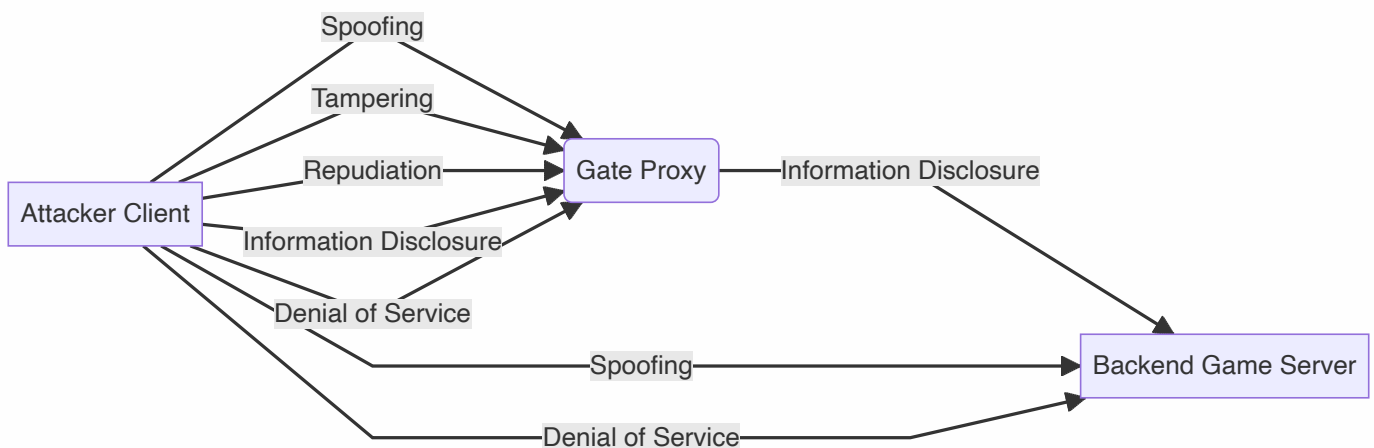 Spoofing
Tampering
Repudiation
Gate Proxy
Information Disclosure
Attacker Client
Information Disclosure
Denial of Service
Spoofing
Backend Game Server
Denial of Service